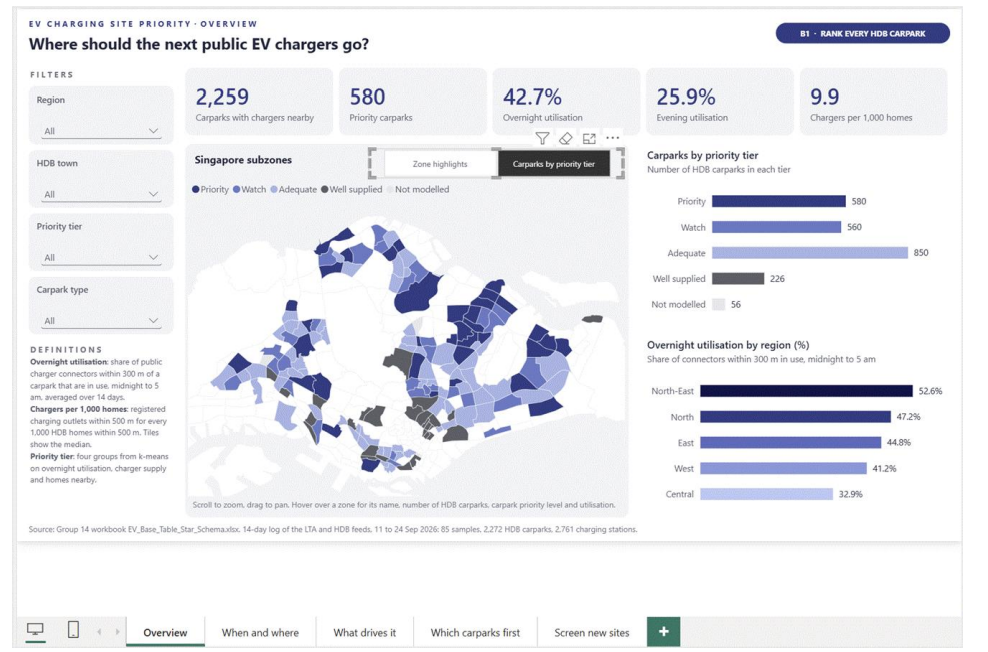 EV CHARGING SITE PRIORITY · OVERVIEW
Where should the next public EV chargers go?
B1 · RANK EVERY HDB CARPARK
FILTERS
Region
All
HDB town
All
Priority tier
All
Carpark type
All
DEFINITIONS
Overnight utilisation: share of public
charger connectors within 300 m of a
carpark that are in use, midnight to 5
am, averaged over 14 days.
Chargers per 1,000 homes: registered
charging outlets within 500 m for every
1,000 HDB homes within 500 m. Tiles
show the median.
Priority tier: four groups from k-means
on overnight utilisation, charger supply
and homes nearby.
2,259
Carparks with chargers nearby
580
Priority carparks
42.7%
Overnight utilisation
25.9%
Evening utilisation
9.9
Chargers per 1,000 homes
Singapore subzones
Zone highlights
Carparks by priority tier
Priority
Watch
Adequate
Well supplied
Not modelled
Scroll to zoom, drag to pan. Hover over a zone for its name, number of HDB carparks, carpark priority level and utilisation.
Carparks by priority tier
Number of HDB carparks in each tier
Priority 580
Watch 560
Adequate 850
Well supplied 226
Not modelled 56
Overnight utilisation by region (%)
Share of connectors within 300 m in use, midnight to 5 am
North-East 52.6%
North 47.2%
East 44.8%
West 41.2%
Central 32.9%
Source: Group 14 workbook EV_Base_Table_Star_Schema.xlsx. 14-day log of the LTA and HDB feeds, 11 to 24 Sep 2026: 85 samples, 2,272 HDB carparks, 2,761 charging stations.
Overview
When and where
What drives it
Which carparks first
Screen new sites
+